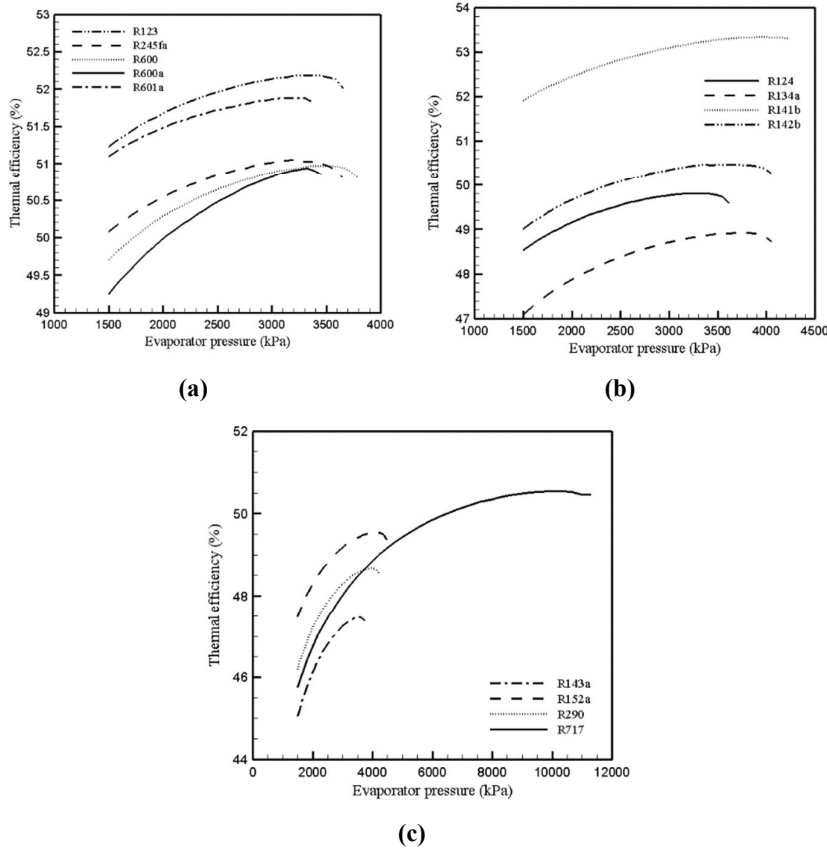 53
52.5
52
51.5
51
50.5
50
49.5
49
Thermal efficiency (%)
R123
R245fa
R600
R600a
R601a
1000 1500 2000 2500 3000 3500 4000
Evaporator pressure (kPa)
(a)
54
53
52
51
50
49
48
47
Thermal efficiency (%)
R124
R134a
R141b
R142b
1000 1500 2000 2500 3000 3500 4000 4500
Evaporator pressure (kPa)
(b)
52
50
48
46
44
Thermal efficiency (%)
R143a
R152a
R290
R717
0 2000 4000 6000 8000 10000 12000
Evaporator pressure (kPa)
(c)